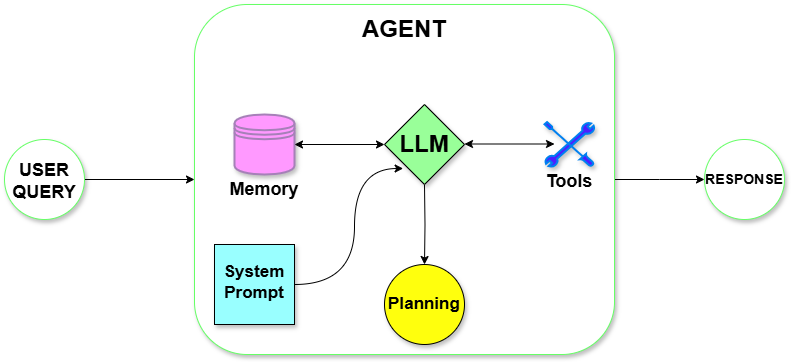 AGENT
USER
QUERY
LLM
Memory
Tools
RESPONSE
System
Prompt
Planning